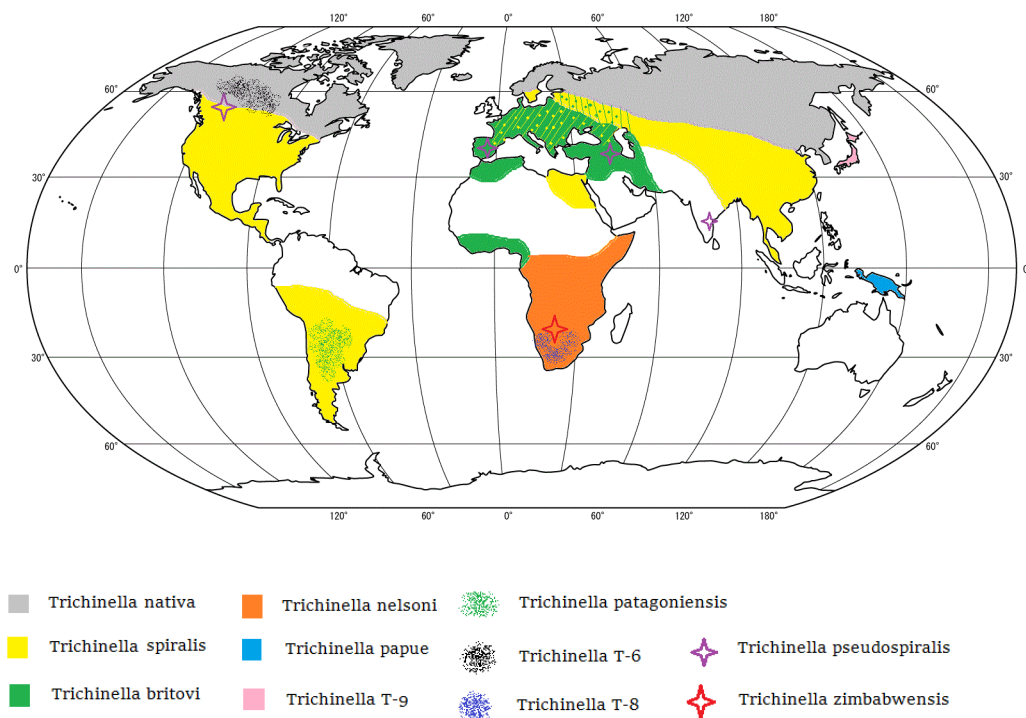 120° 60° 0° 60° 120° 180°
60° 60°
30° 30°
0° 0
30° 30°
60° 60°
120° 60° 0° 60° 120° 180°
Trichinella nativa
Trichinella nelsoni
Trichinella patagoniensis
Trichinella spiralis
Trichinella papue
Trichinella T-6
Trichinella pseudospiralis
Trichinella britovi
Trichinella T-9
Trichinella T-8
Trichinella zimbabwensis